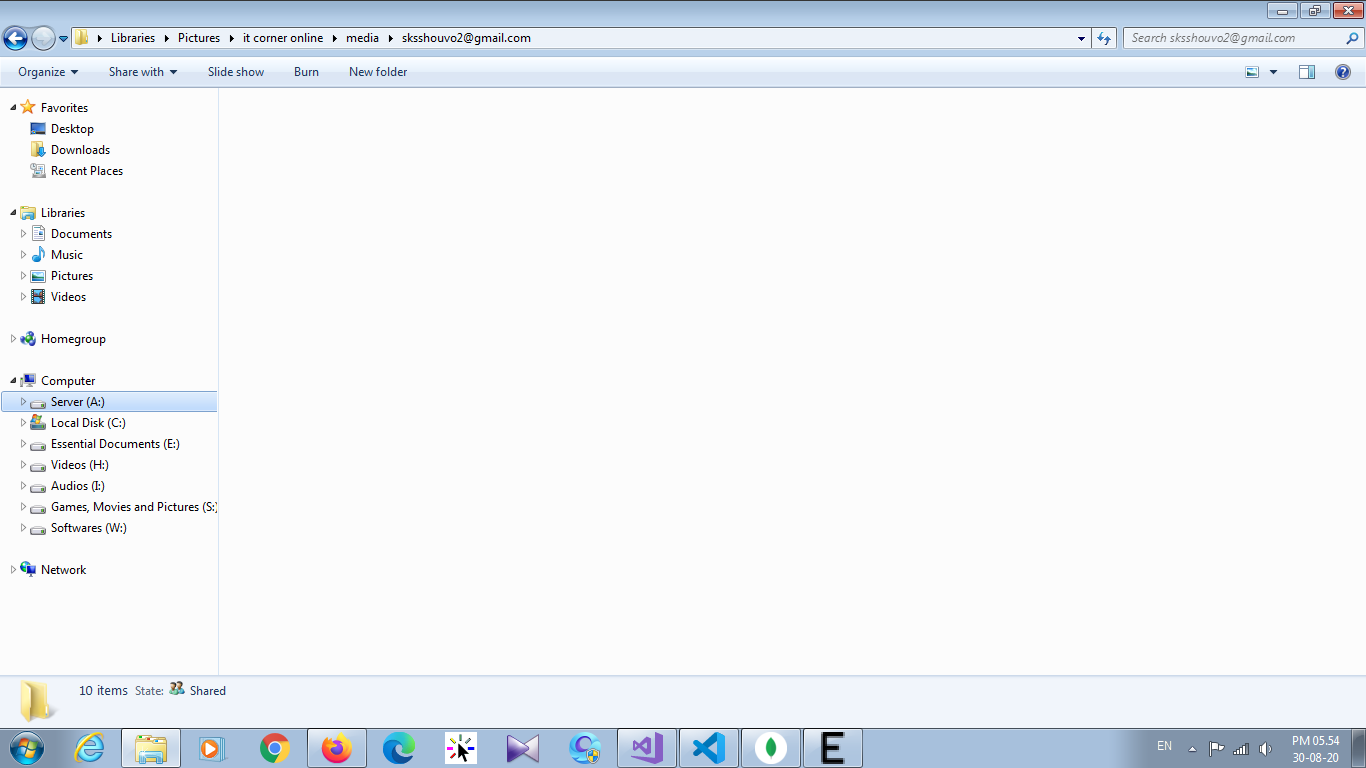 Libraries Pictures it corner online media sksshouvo2@gmail.com
Search sksshouvo2@gmail.com
Organize Share with Slide show Burn New folder
Favorites
Desktop
Downloads
Recent Places
Libraries
Documents
Music
Pictures
Videos
Homegroup
Computer
Server (A:)
Local Disk (C:)
Essential Documents (E:)
Videos (H:)
Audios (I:)
Games, Movies and Pictures (S:)
Softwares (W:)
Network
10 items State: Shared
EN
PM 05.54
30-08-20